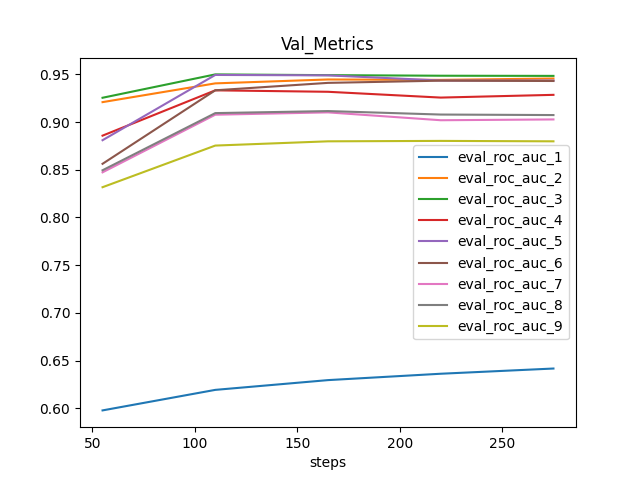 Val_Metrics
0.95
0.90
0.85
0.80
0.75
0.70
0.65
0.60
eval_roc_auc_1
eval_roc_auc_2
eval_roc_auc_3
eval_roc_auc_4
eval_roc_auc_5
eval_roc_auc_6
eval_roc_auc_7
eval_roc_auc_8
eval_roc_auc_9
50 100 150 200 250
steps